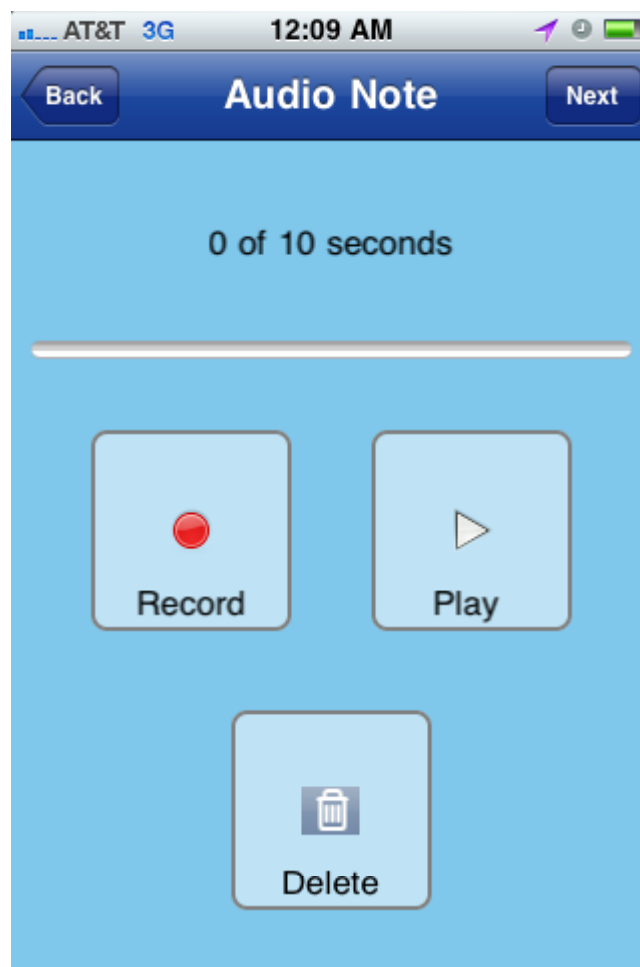 AT&T 3G 12:09 AM
Back Audio Note Next
0 of 10 seconds
Record Play
Delete